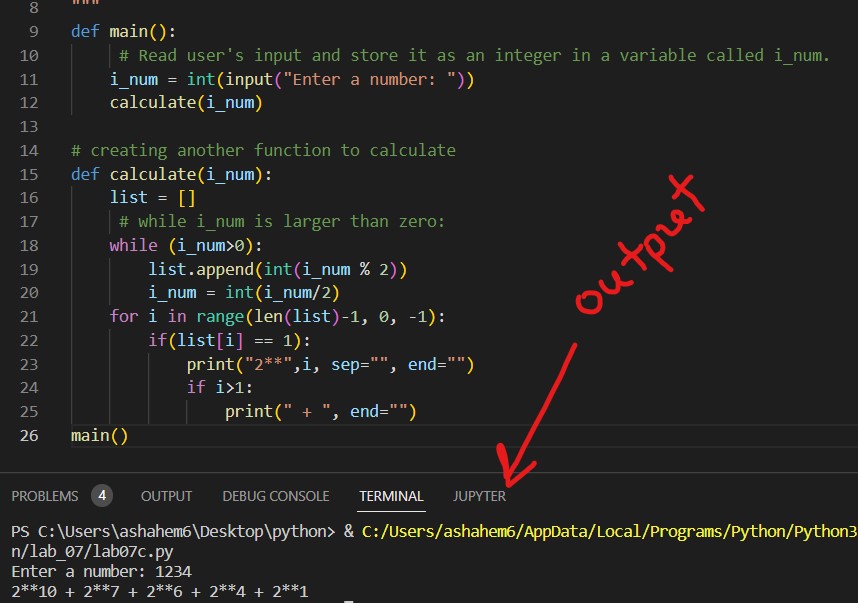 8 """
9 def main():
10 # Read user's input and store it as an integer in a variable called i_num.
11 i_num = int(input("Enter a number: "))
12 calculate(i_num)
13
14 # creating another function to calculate
15 def calculate(i_num):
16 list = []
17 # while i_num is larger than zero:
18 while (i_num>0):
19 list.append(int(i_num % 2))
20 i_num = int(i_num/2)
21 for i in range(len(list)-1, 0, -1):
22 if(list[i] == 1):
23 print("2**",i, sep="", end="")
24 if i>1:
25 print(" + ", end="")
26 main()
output
PROBLEMS 4 OUTPUT DEBUG CONSOLE TERMINAL JUPYTER
PS C:\Users\ashahem6\Desktop\python> & C:/Users/ashahem6/AppData/Local/Programs/Python/Python3
n/lab_07/lab07c.py
Enter a number: 1234
2**10 + 2**7 + 2**6 + 2**4 + 2**1